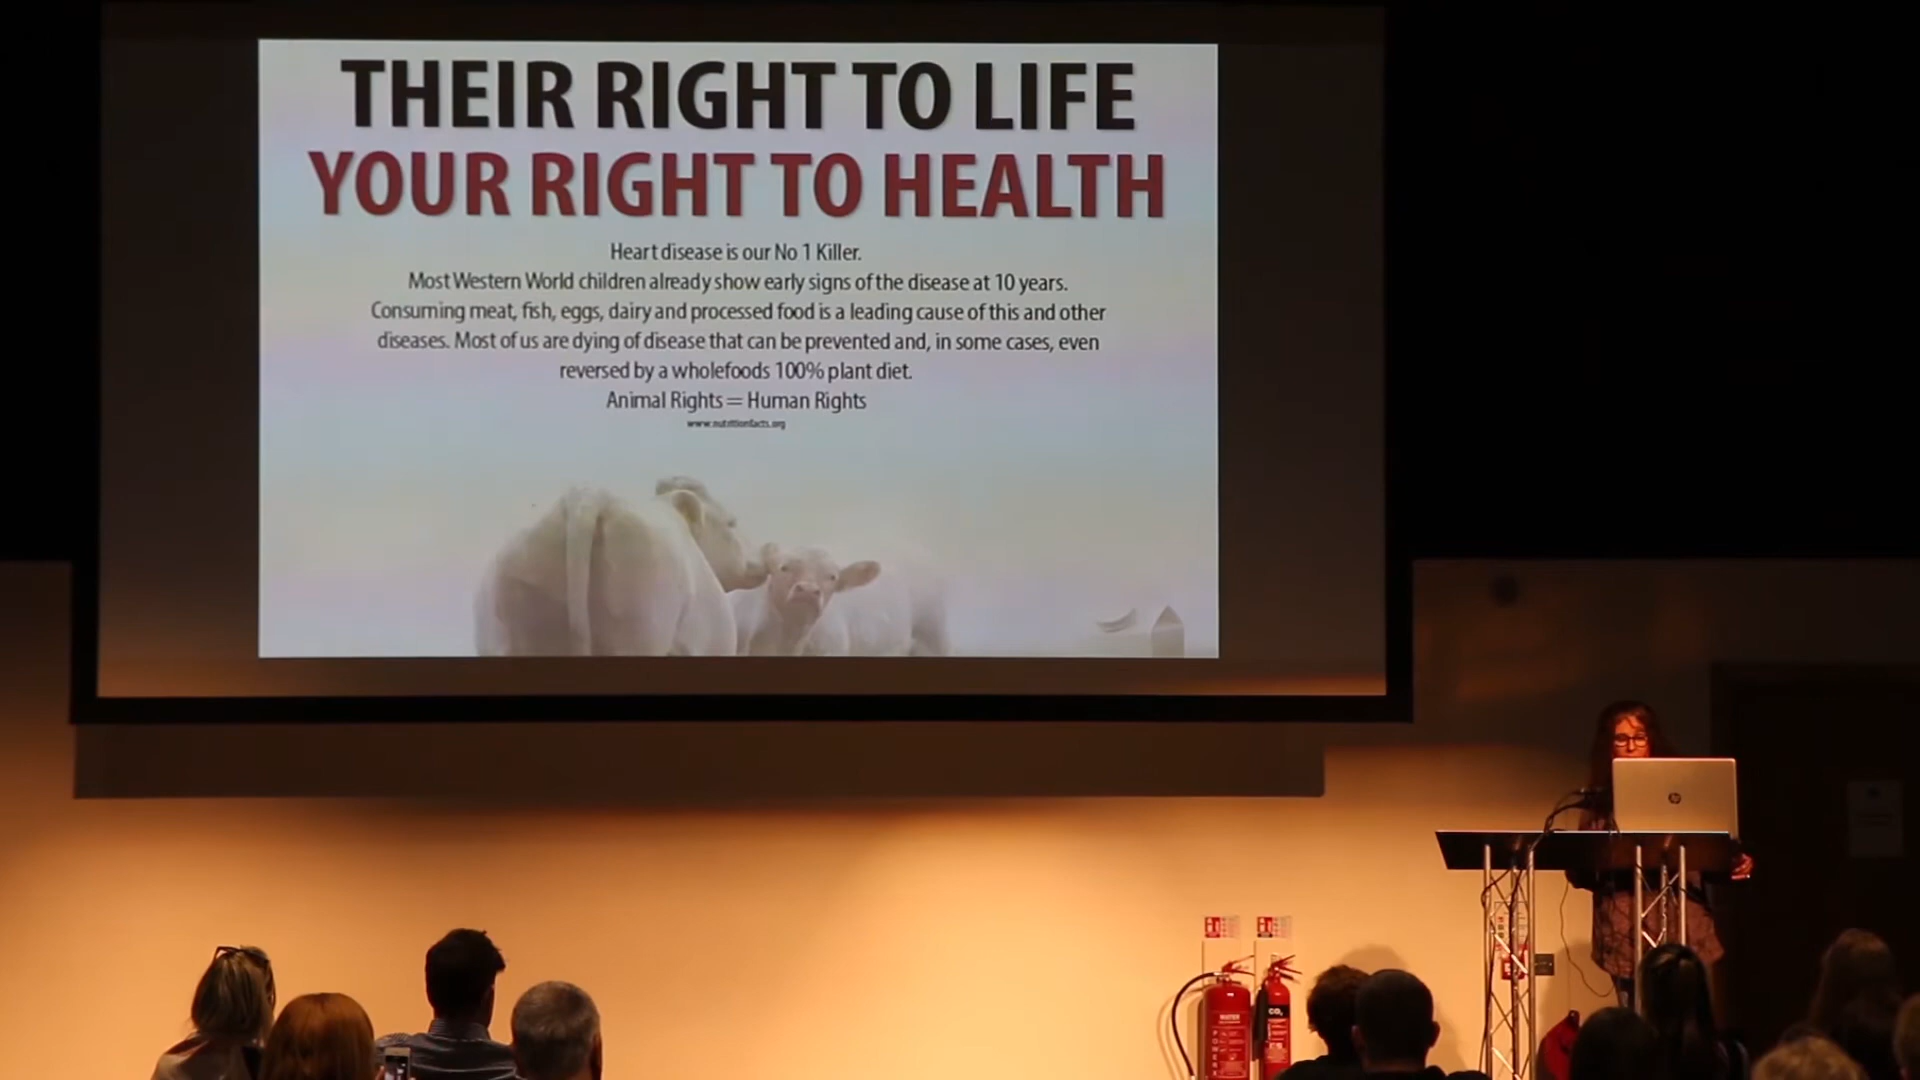 THEIR RIGHT TO LIFE
YOUR RIGHT TO HEALTH
Heart disease is our No 1 Killer.
Most Western World children already show early signs of the disease at 10 years.
Consuming meat, fish, eggs, dairy and processed food is a leading cause of this and other
diseases. Most of us are dying of disease that can be prevented and, in some cases, even
reversed by a wholefoods 100% plant diet.
Animal Rights = Human Rights
www.nutritionfacts.org
hp
WATER
CO₂